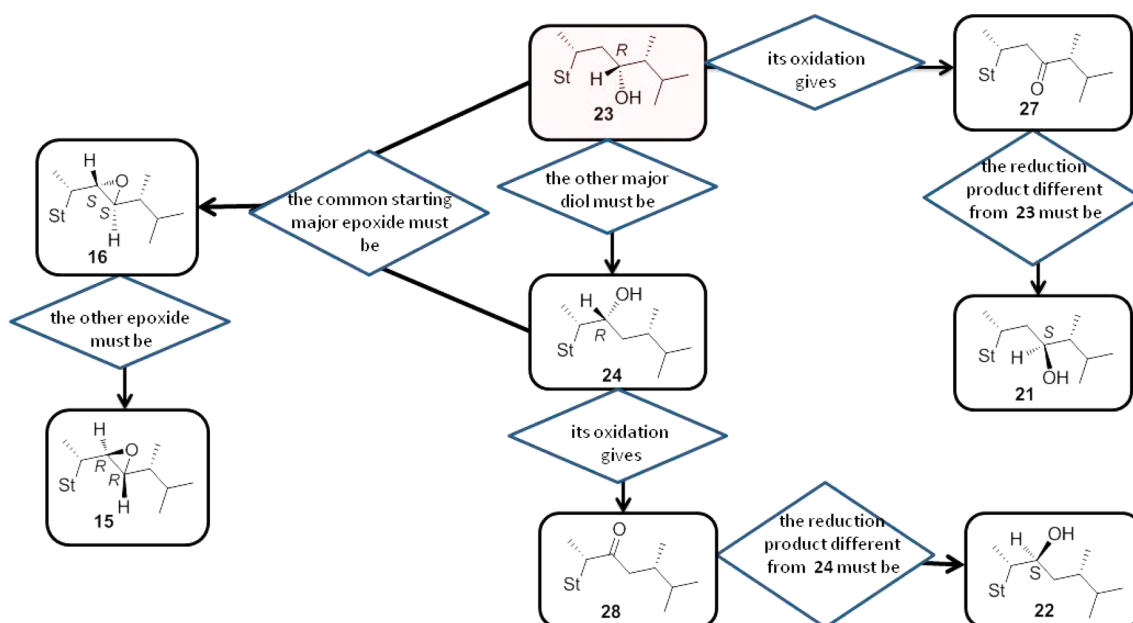 R
H
OH
St
23
its oxidation
gives
O
St
27
H
O
S
S
St
H
16
the common starting
major epoxide must
be
the other major
diol must be
the reduction
product different
from 23 must be
the other epoxide
must be
OH
H
R
St
24
S
St
H
OH
21
H
O
R
R
St
H
15
its oxidation
gives
O
St
28
the reduction
product different
from 24 must be
H
OH
S
St
22